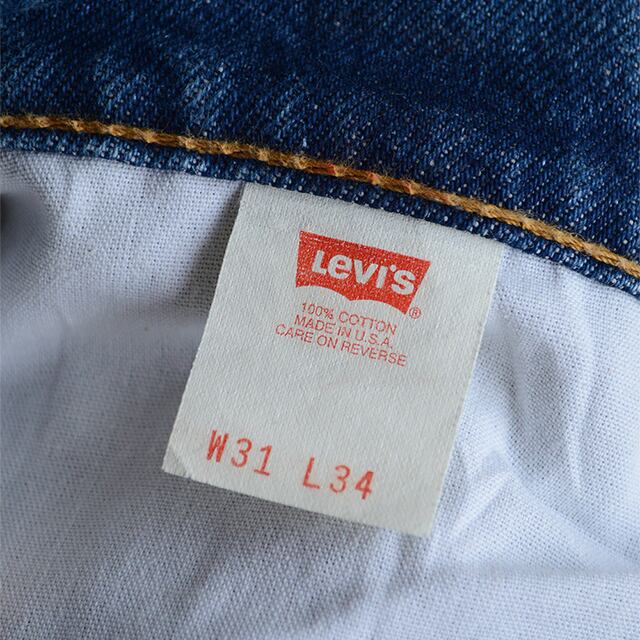 LEVI'S ®
100% COTTON
MADE IN U.S.A.
CARE ON REVERSE
W31 L34